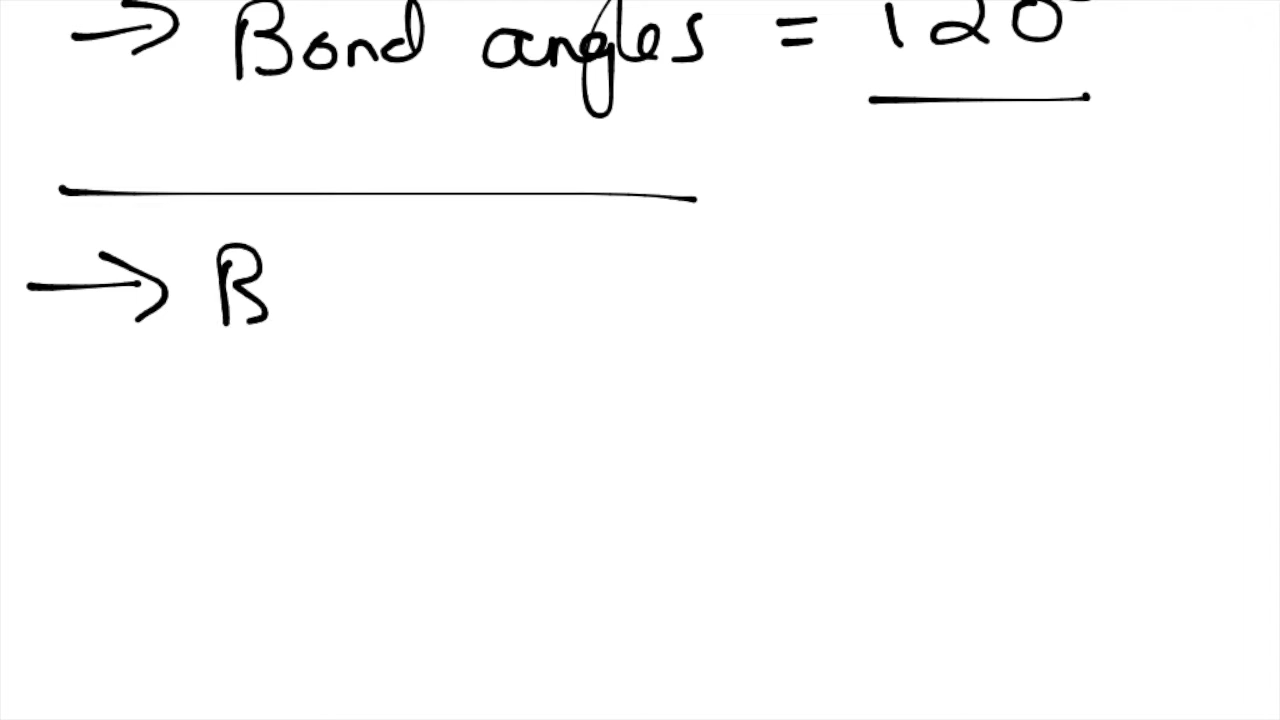 → Bond angles = 120°
→ B